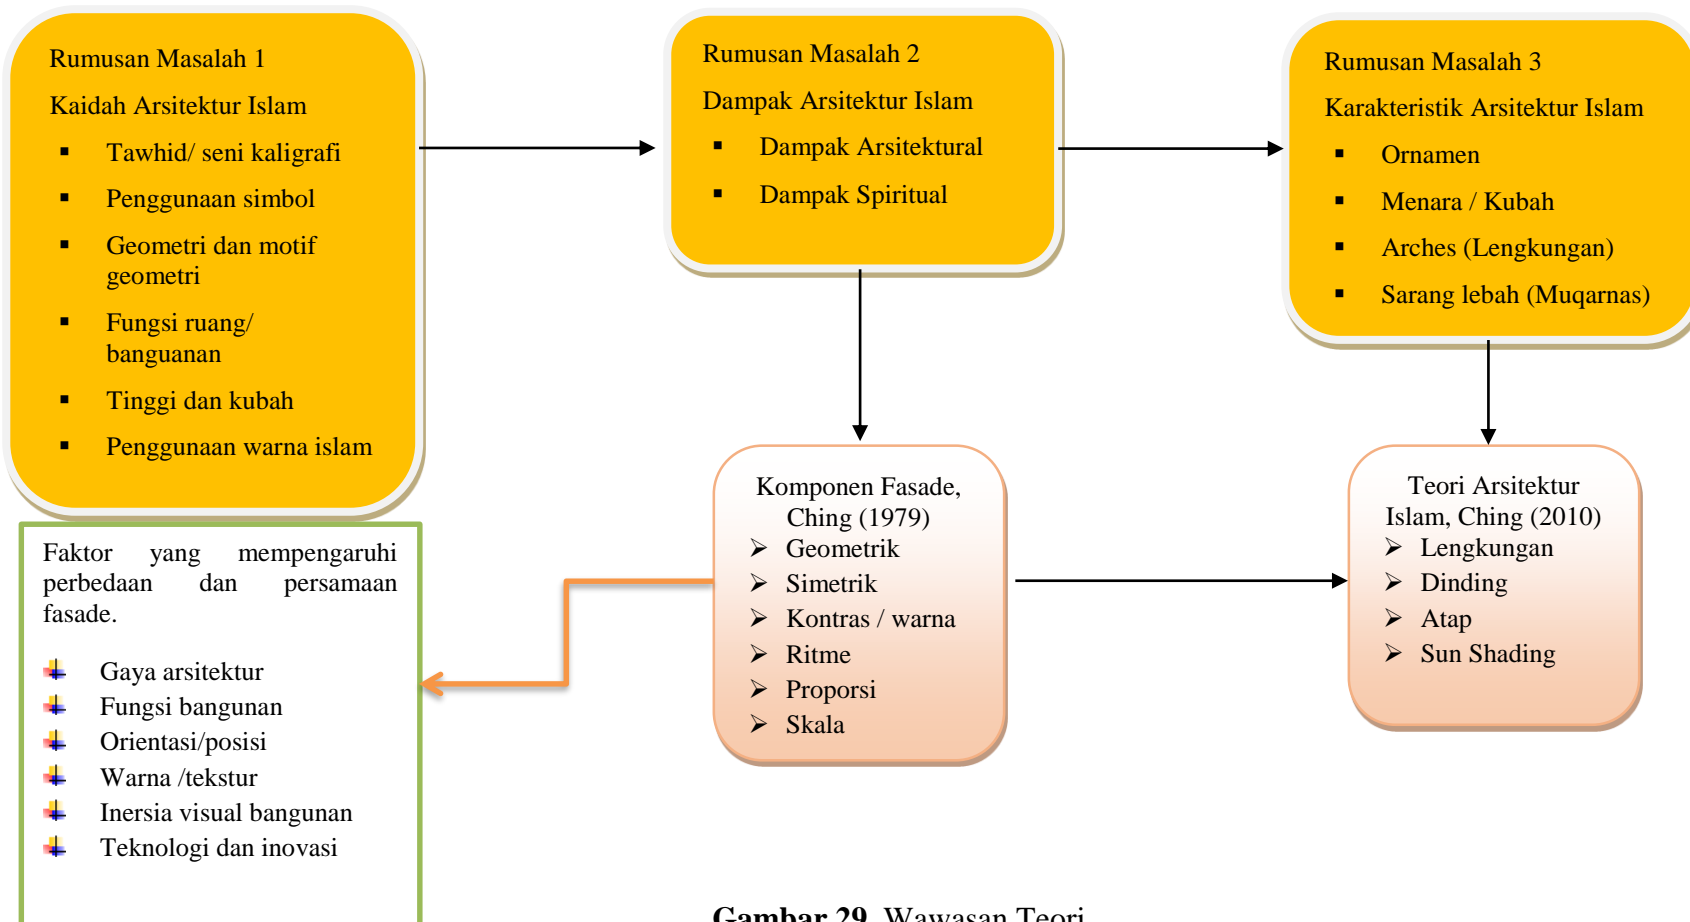 Rumusan Masalah 1
Kaidah Arsitektur Islam
▪ Tawhid/ seni kaligrafi
▪ Penggunaan simbol
▪ Geometri dan motif
geometri
▪ Fungsi ruang/
banguanan
▪ Tinggi dan kubah
▪ Penggunaan warna islam
Rumusan Masalah 2
Dampak Arsitektur Islam
▪ Dampak Arsitektural
▪ Dampak Spiritual
Rumusan Masalah 3
Karakteristik Arsitektur Islam
▪ Ornamen
▪ Menara / Kubah
▪ Arches (Lengkungan)
▪ Sarang lebah (Muqarnas)
Faktor yang mempengaruhi
perbedaan dan persamaan
fasade.
Gaya arsitektur
Fungsi bangunan
Orientasi/posisi
Warna /tekstur
Inersia visual bangunan
Teknologi dan inovasi
Komponen Fasade,
Ching (1979)
➢ Geometrik
➢ Simetrik
➢ Kontras / warna
➢ Ritme
➢ Proporsi
➢ Skala
Teori Arsitektur
Islam, Ching (2010)
➢ Lengkungan
➢ Dinding
➢ Atap
➢ Sun Shading
Gambar 29. Wawasan Teori